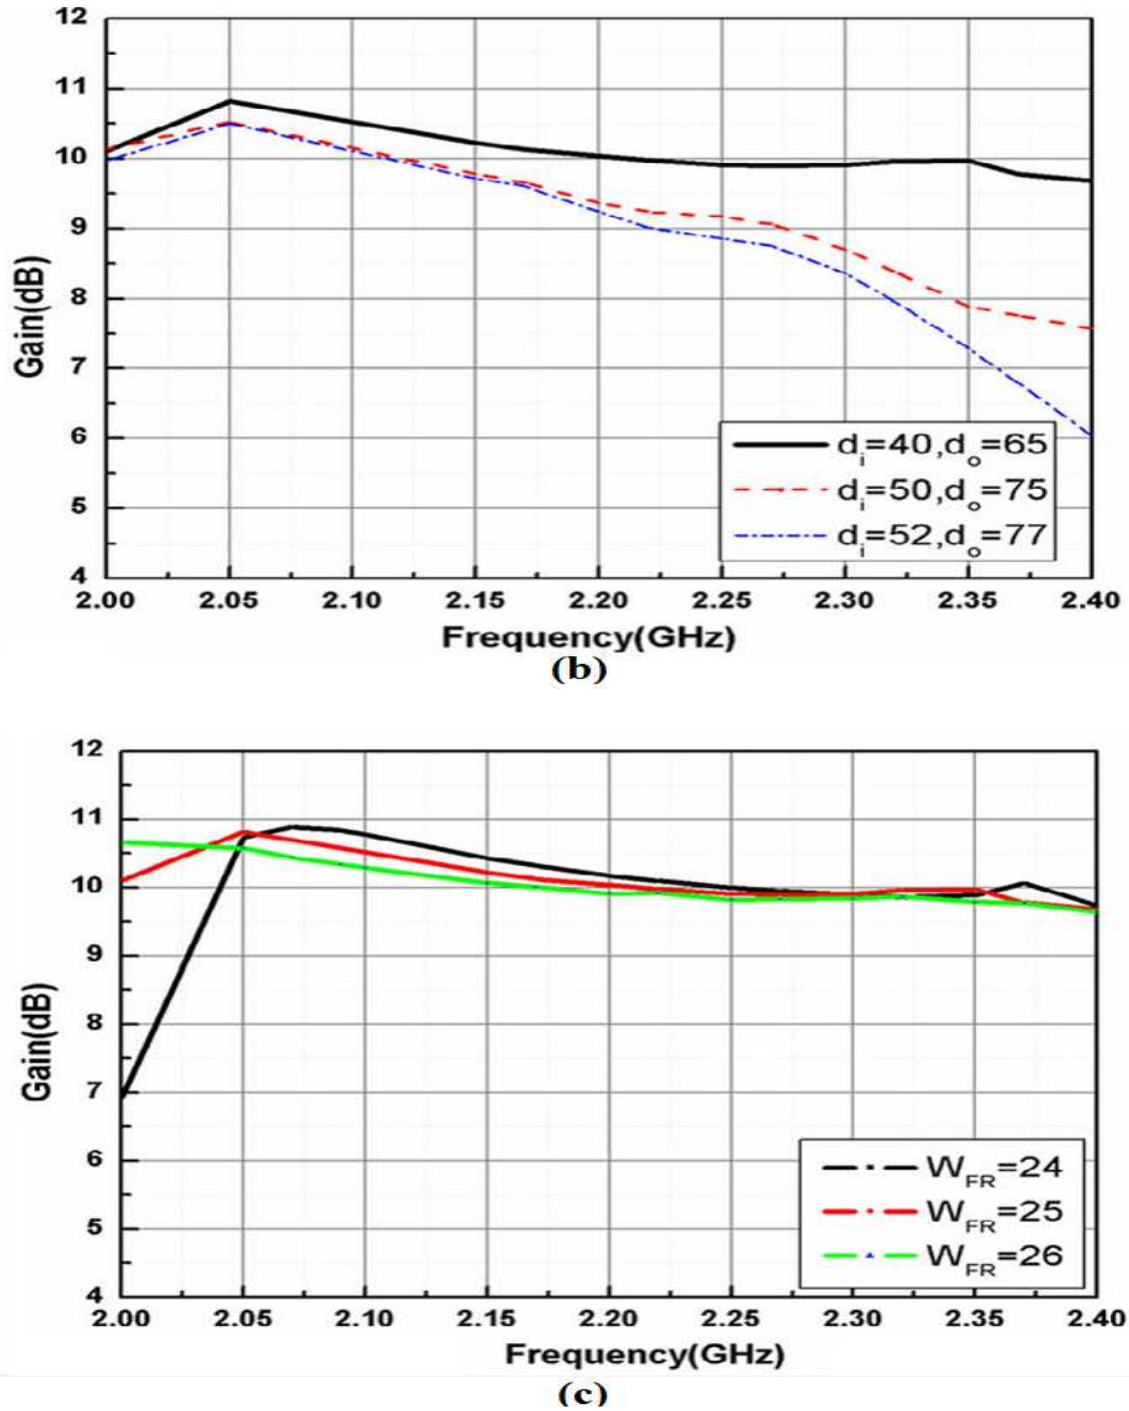 12
11
10
9
8
7
6
5
4
Gain(dB)
d_i=40,d_o=65
d_i=50,d_o=75
d_i=52,d_o=77
2.00 2.05 2.10 2.15 2.20 2.25 2.30 2.35 2.40
Frequency(GHz)
(b)
12
11
10
9
8
7
6
5
4
Gain(dB)
W_FR=24
W_FR=25
W_FR=26
2.00 2.05 2.10 2.15 2.20 2.25 2.30 2.35 2.40
Frequency(GHz)
(c)